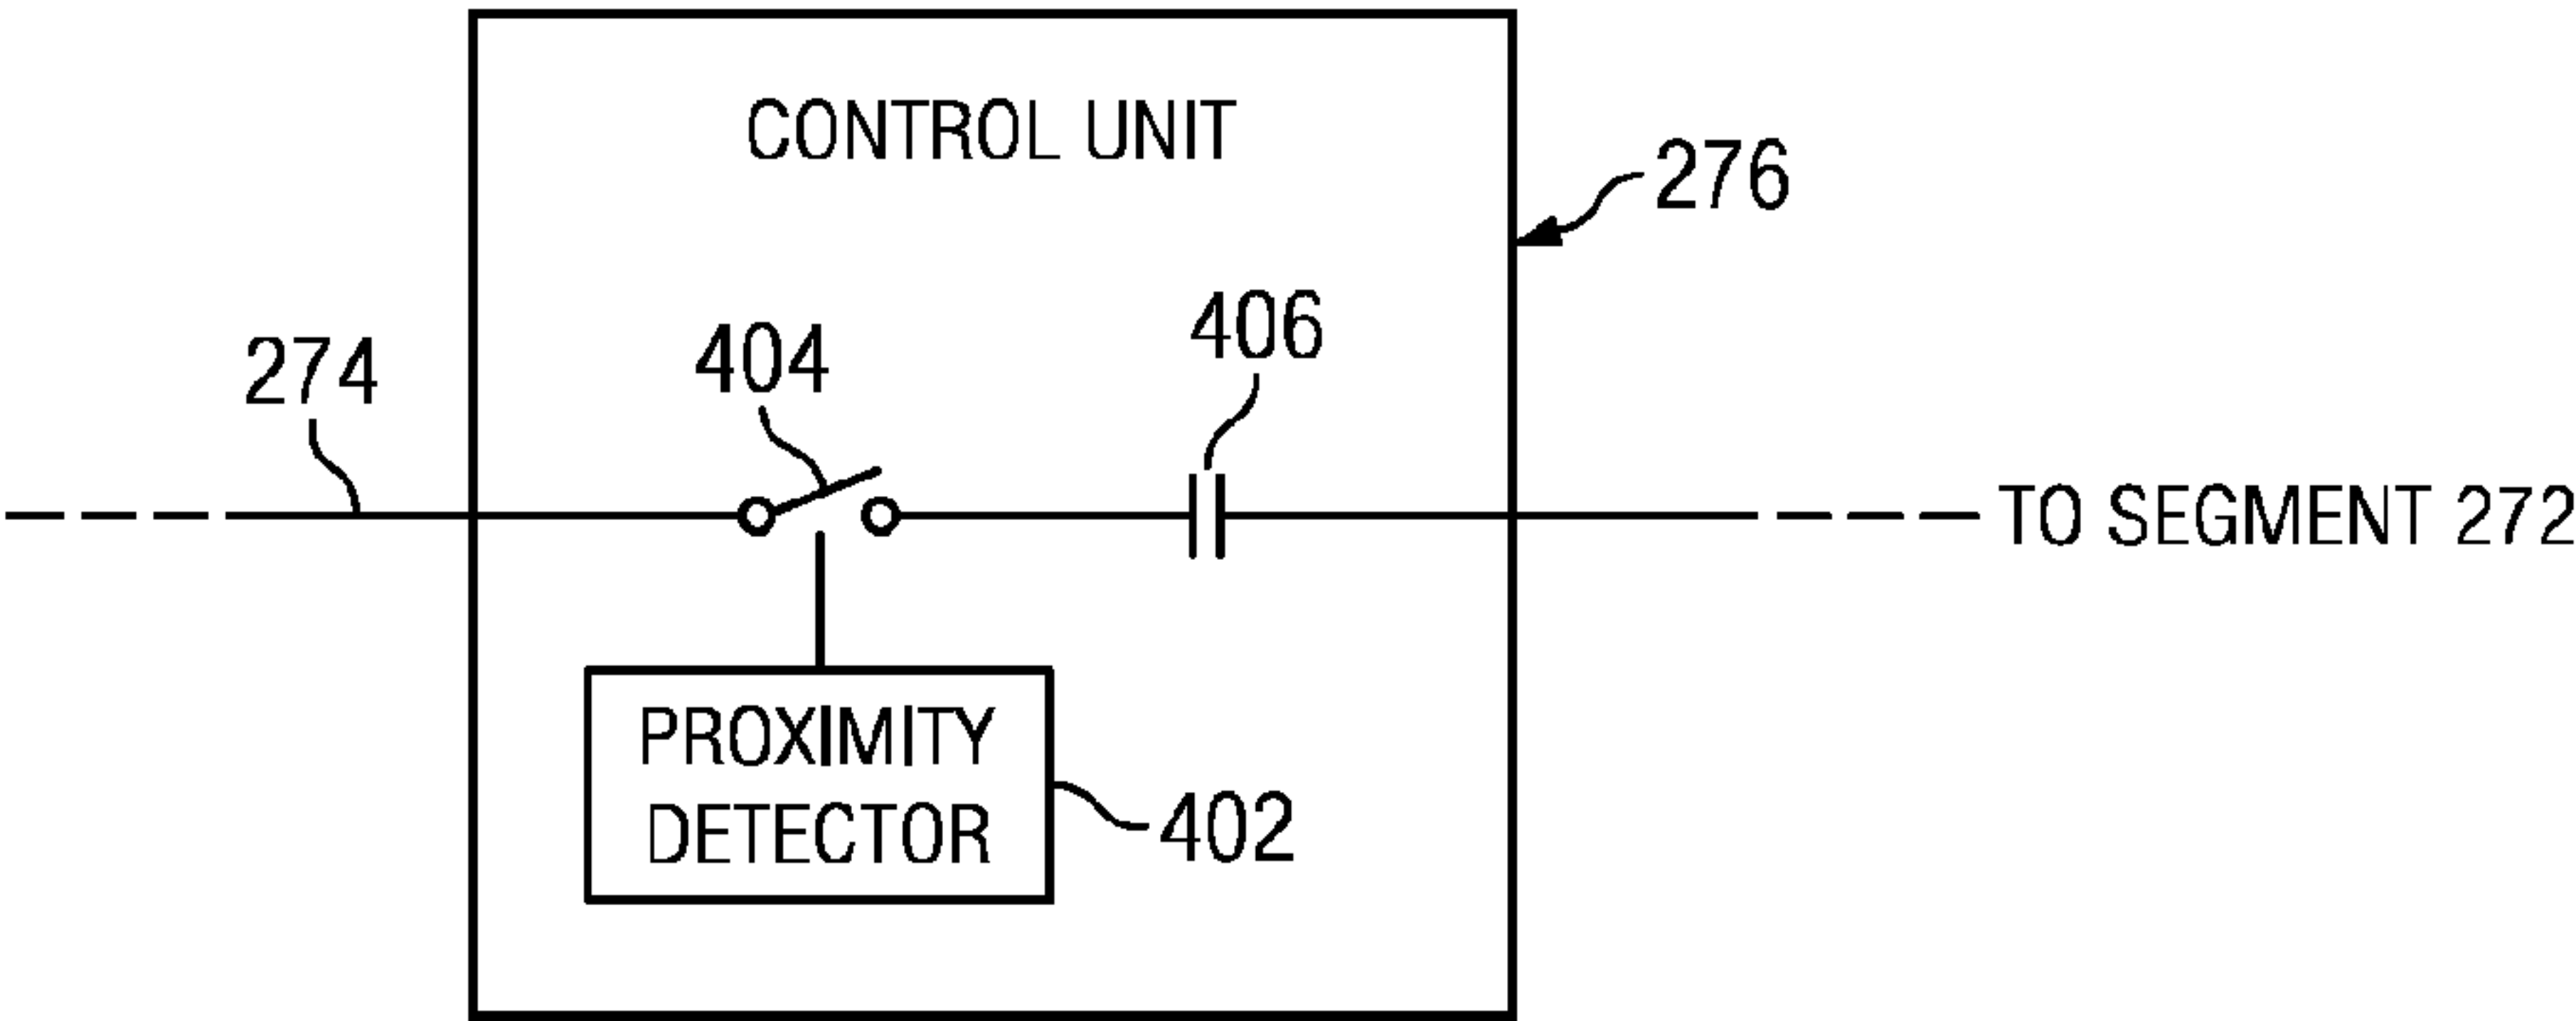 CONTROL UNIT
276
406
404
274
TO SEGMENT 272
PROXIMITY
DETECTOR
402